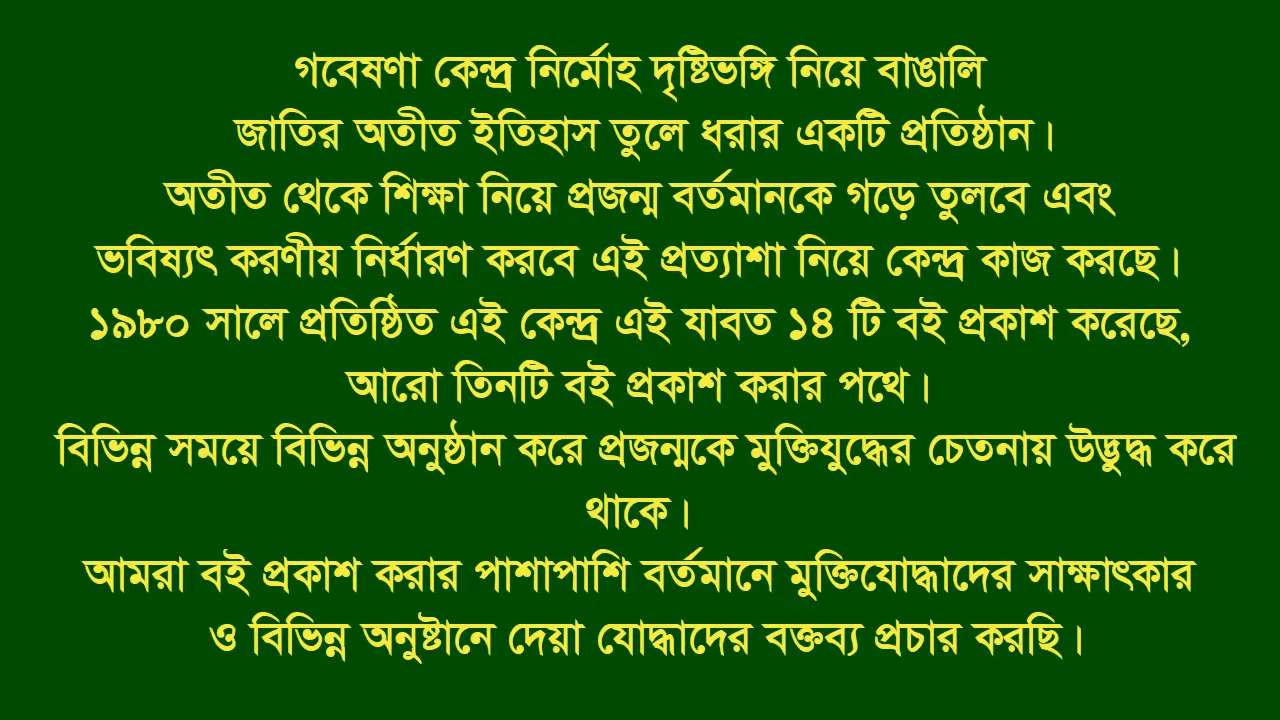 গবেষণা কেন্দ্র নির্মোহ দৃষ্টিভঙ্গি নিয়ে বাঙালি
জাতির অতীত ইতিহাস তুলে ধরার একটি প্রতিষ্ঠান।
অতীত থেকে শিক্ষা নিয়ে প্রজন্ম বর্তমানকে গড়ে তুলবে এবং
ভবিষ্যৎ করণীয় নির্ধারণ করবে এই প্রত্যাশা নিয়ে কেন্দ্র কাজ করছে।
১৯৮০ সালে প্রতিষ্ঠিত এই কেন্দ্র এই যাবত ১৪ টি বই প্রকাশ করেছে,
আরো তিনটি বই প্রকাশ করার পথে।
বিভিন্ন সময়ে বিভিন্ন অনুষ্ঠান করে প্রজন্মকে মুক্তিযুদ্ধের চেতনায় উদ্ভুদ্ধ করে
থাকে।
আমরা বই প্রকাশ করার পাশাপাশি বর্তমানে মুক্তিযোদ্ধাদের সাক্ষাৎকার
ও বিভিন্ন অনুষ্টানে দেয়া যোদ্ধাদের বক্তব্য প্রচার করছি।